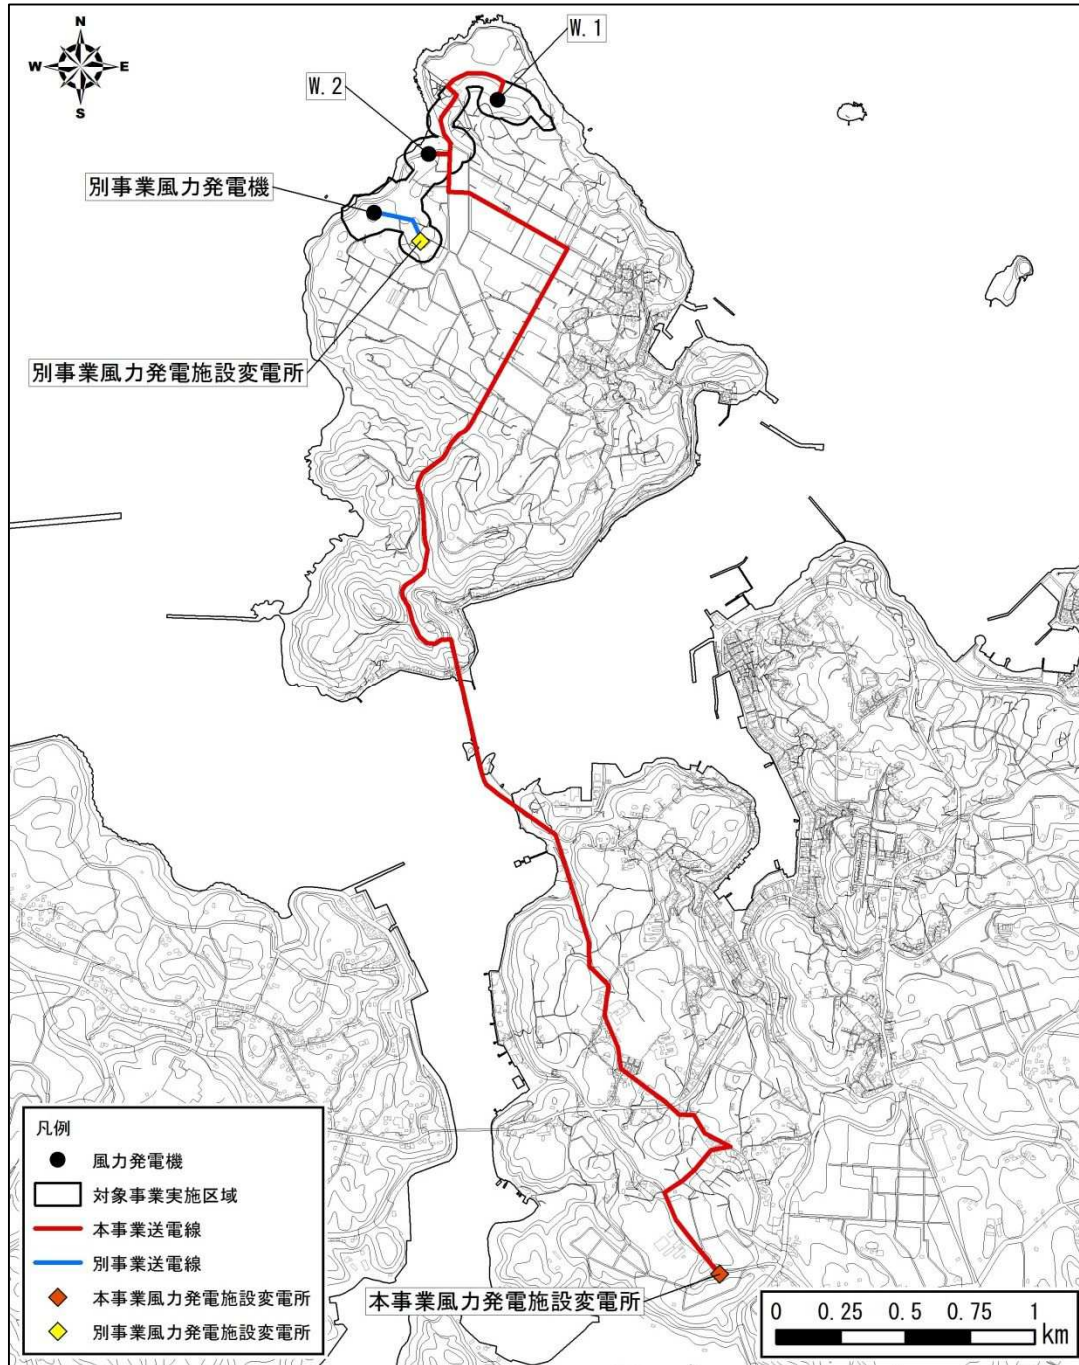 N
W E
S
W.1
W.2
別事業風力発電機
別事業風力発電施設変電所
本事業風力発電施設変電所
凡例
風力発電機
対象事業実施区域
本事業送電線
別事業送電線
本事業風力発電施設変電所
別事業風力発電施設変電所
0 0.25 0.5 0.75 1
km